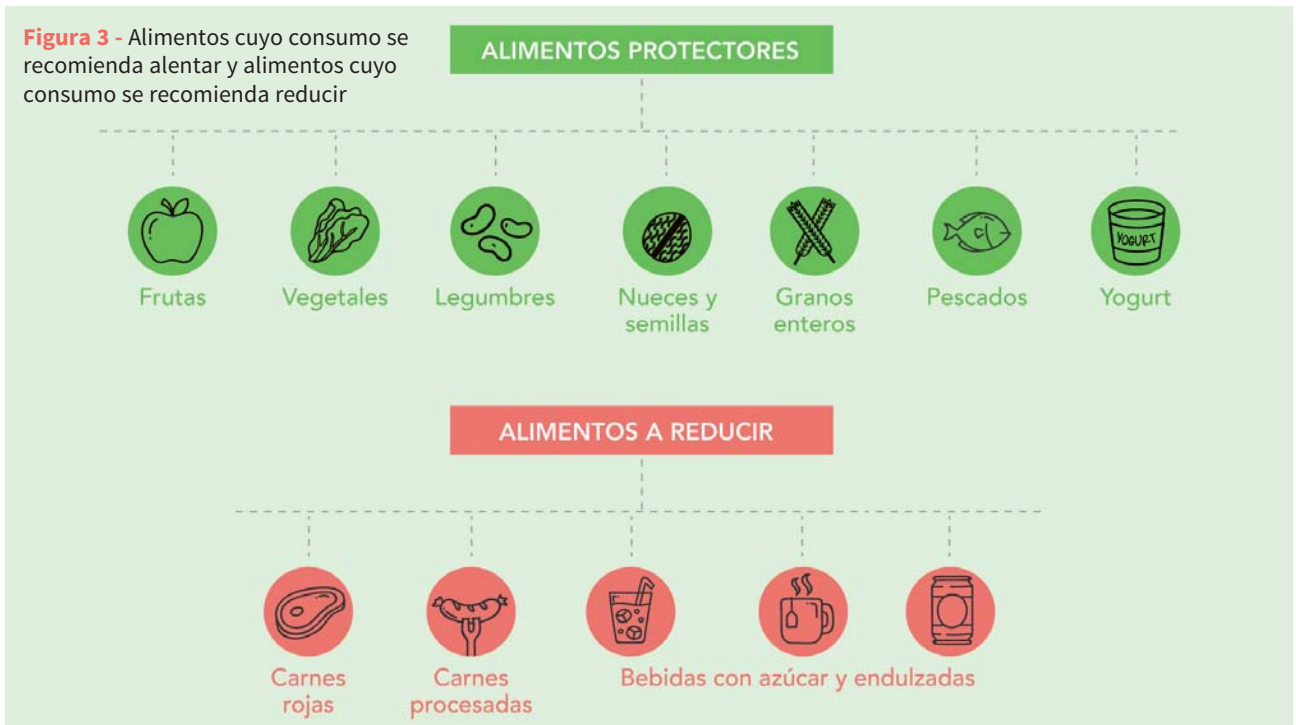 Figura 3 - Alimentos cuyo consumo se
recomienda alentar y alimentos cuyo
consumo se recomienda reducir
ALIMENTOS PROTECTORES
YOGURT
Frutas
Vegetales
Legumbres
Nueces y
semillas
Granos
enteros
Pescados
Yogurt
ALIMENTOS A REDUCIR
Carnes
rojas
Carnes
procesadas
Bebidas con azúcar y endulzadas